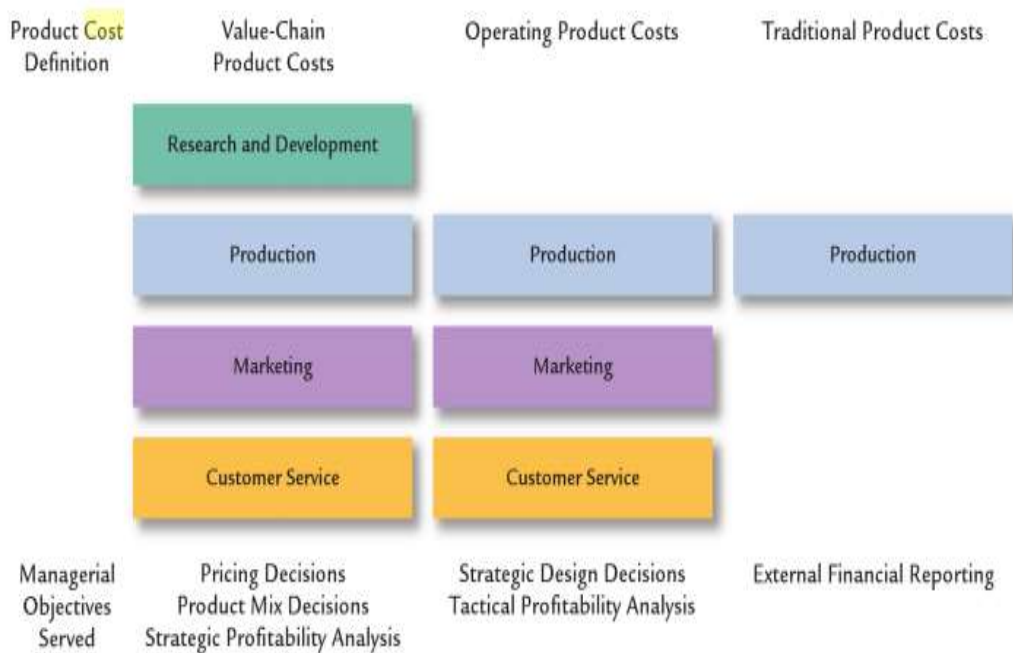 Product Cost
Definition
Value-Chain
Product Costs
Operating Product Costs
Traditional Product Costs
Research and Development
Production
Production
Production
Marketing
Marketing
Customer Service
Customer Service
Managerial
Objectives
Served
Pricing Decisions
Product Mix Decisions
Strategic Profitability Analysis
Strategic Design Decisions
Tactical Profitability Analysis
External Financial Reporting